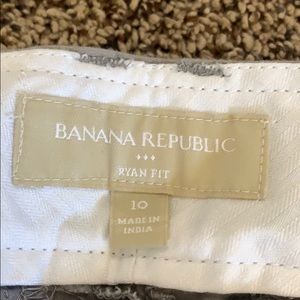 BANANA REPUBLIC
RYAN FIT
10
MADE IN
INDIA